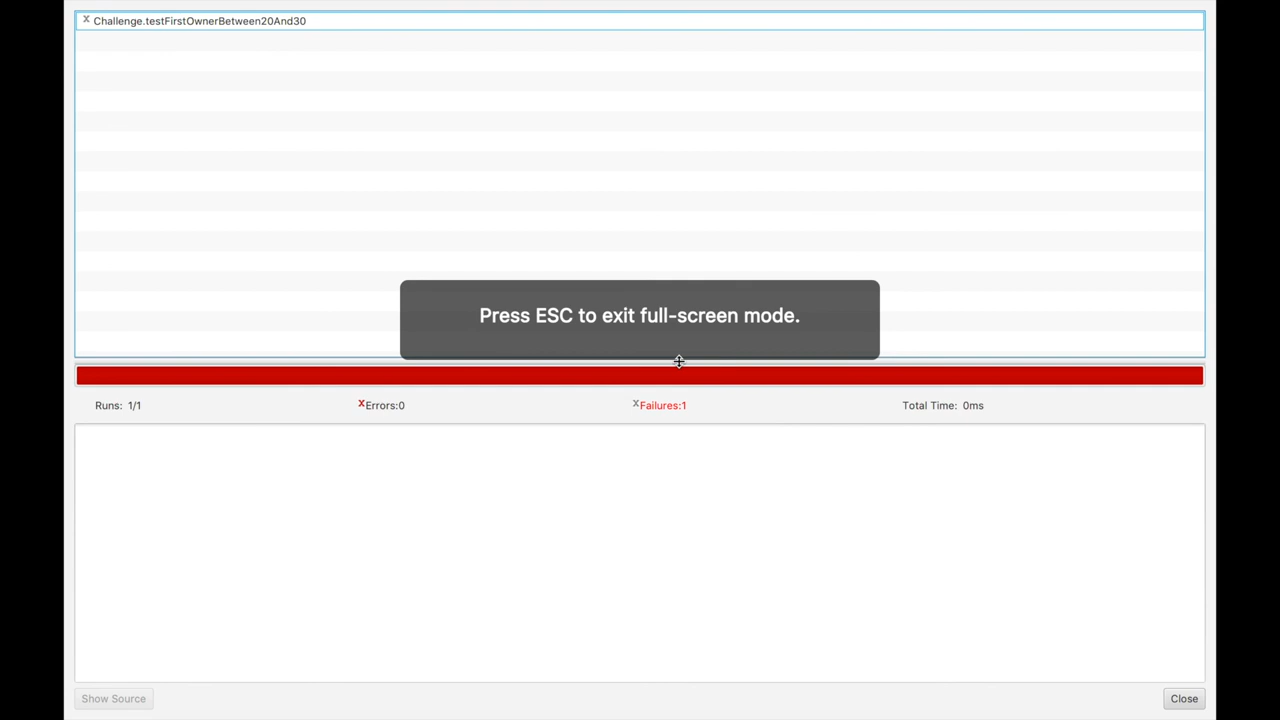 x Challenge.testFirstOwnerBetween20And30
Press ESC to exit full-screen mode.
Runs: 1/1 xErrors:0 xFailures:1 Total Time: 0ms
Show Source Close